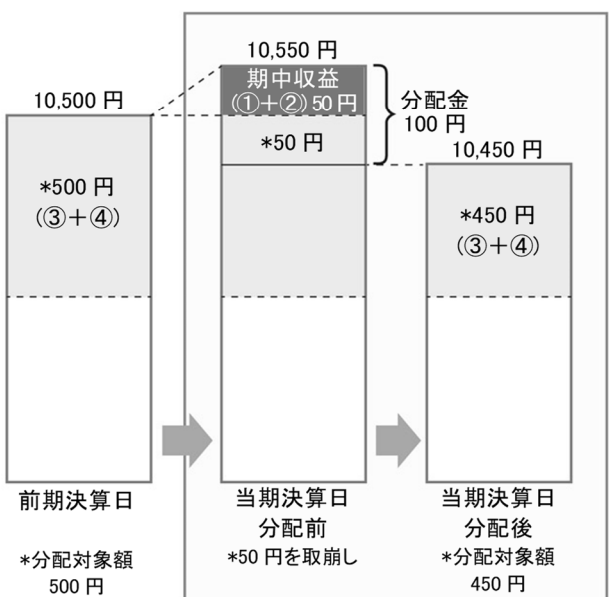 10,500 円
*500 円
(③＋④)
前期決算日
*分配対象額
500 円
10,550 円
期中収益
(①＋②) 50 円
*50 円
分配金
100 円
当期決算日
分配前
*50 円を取崩し
10,450 円
*450 円
(③＋④)
当期決算日
分配後
*分配対象額
450 円